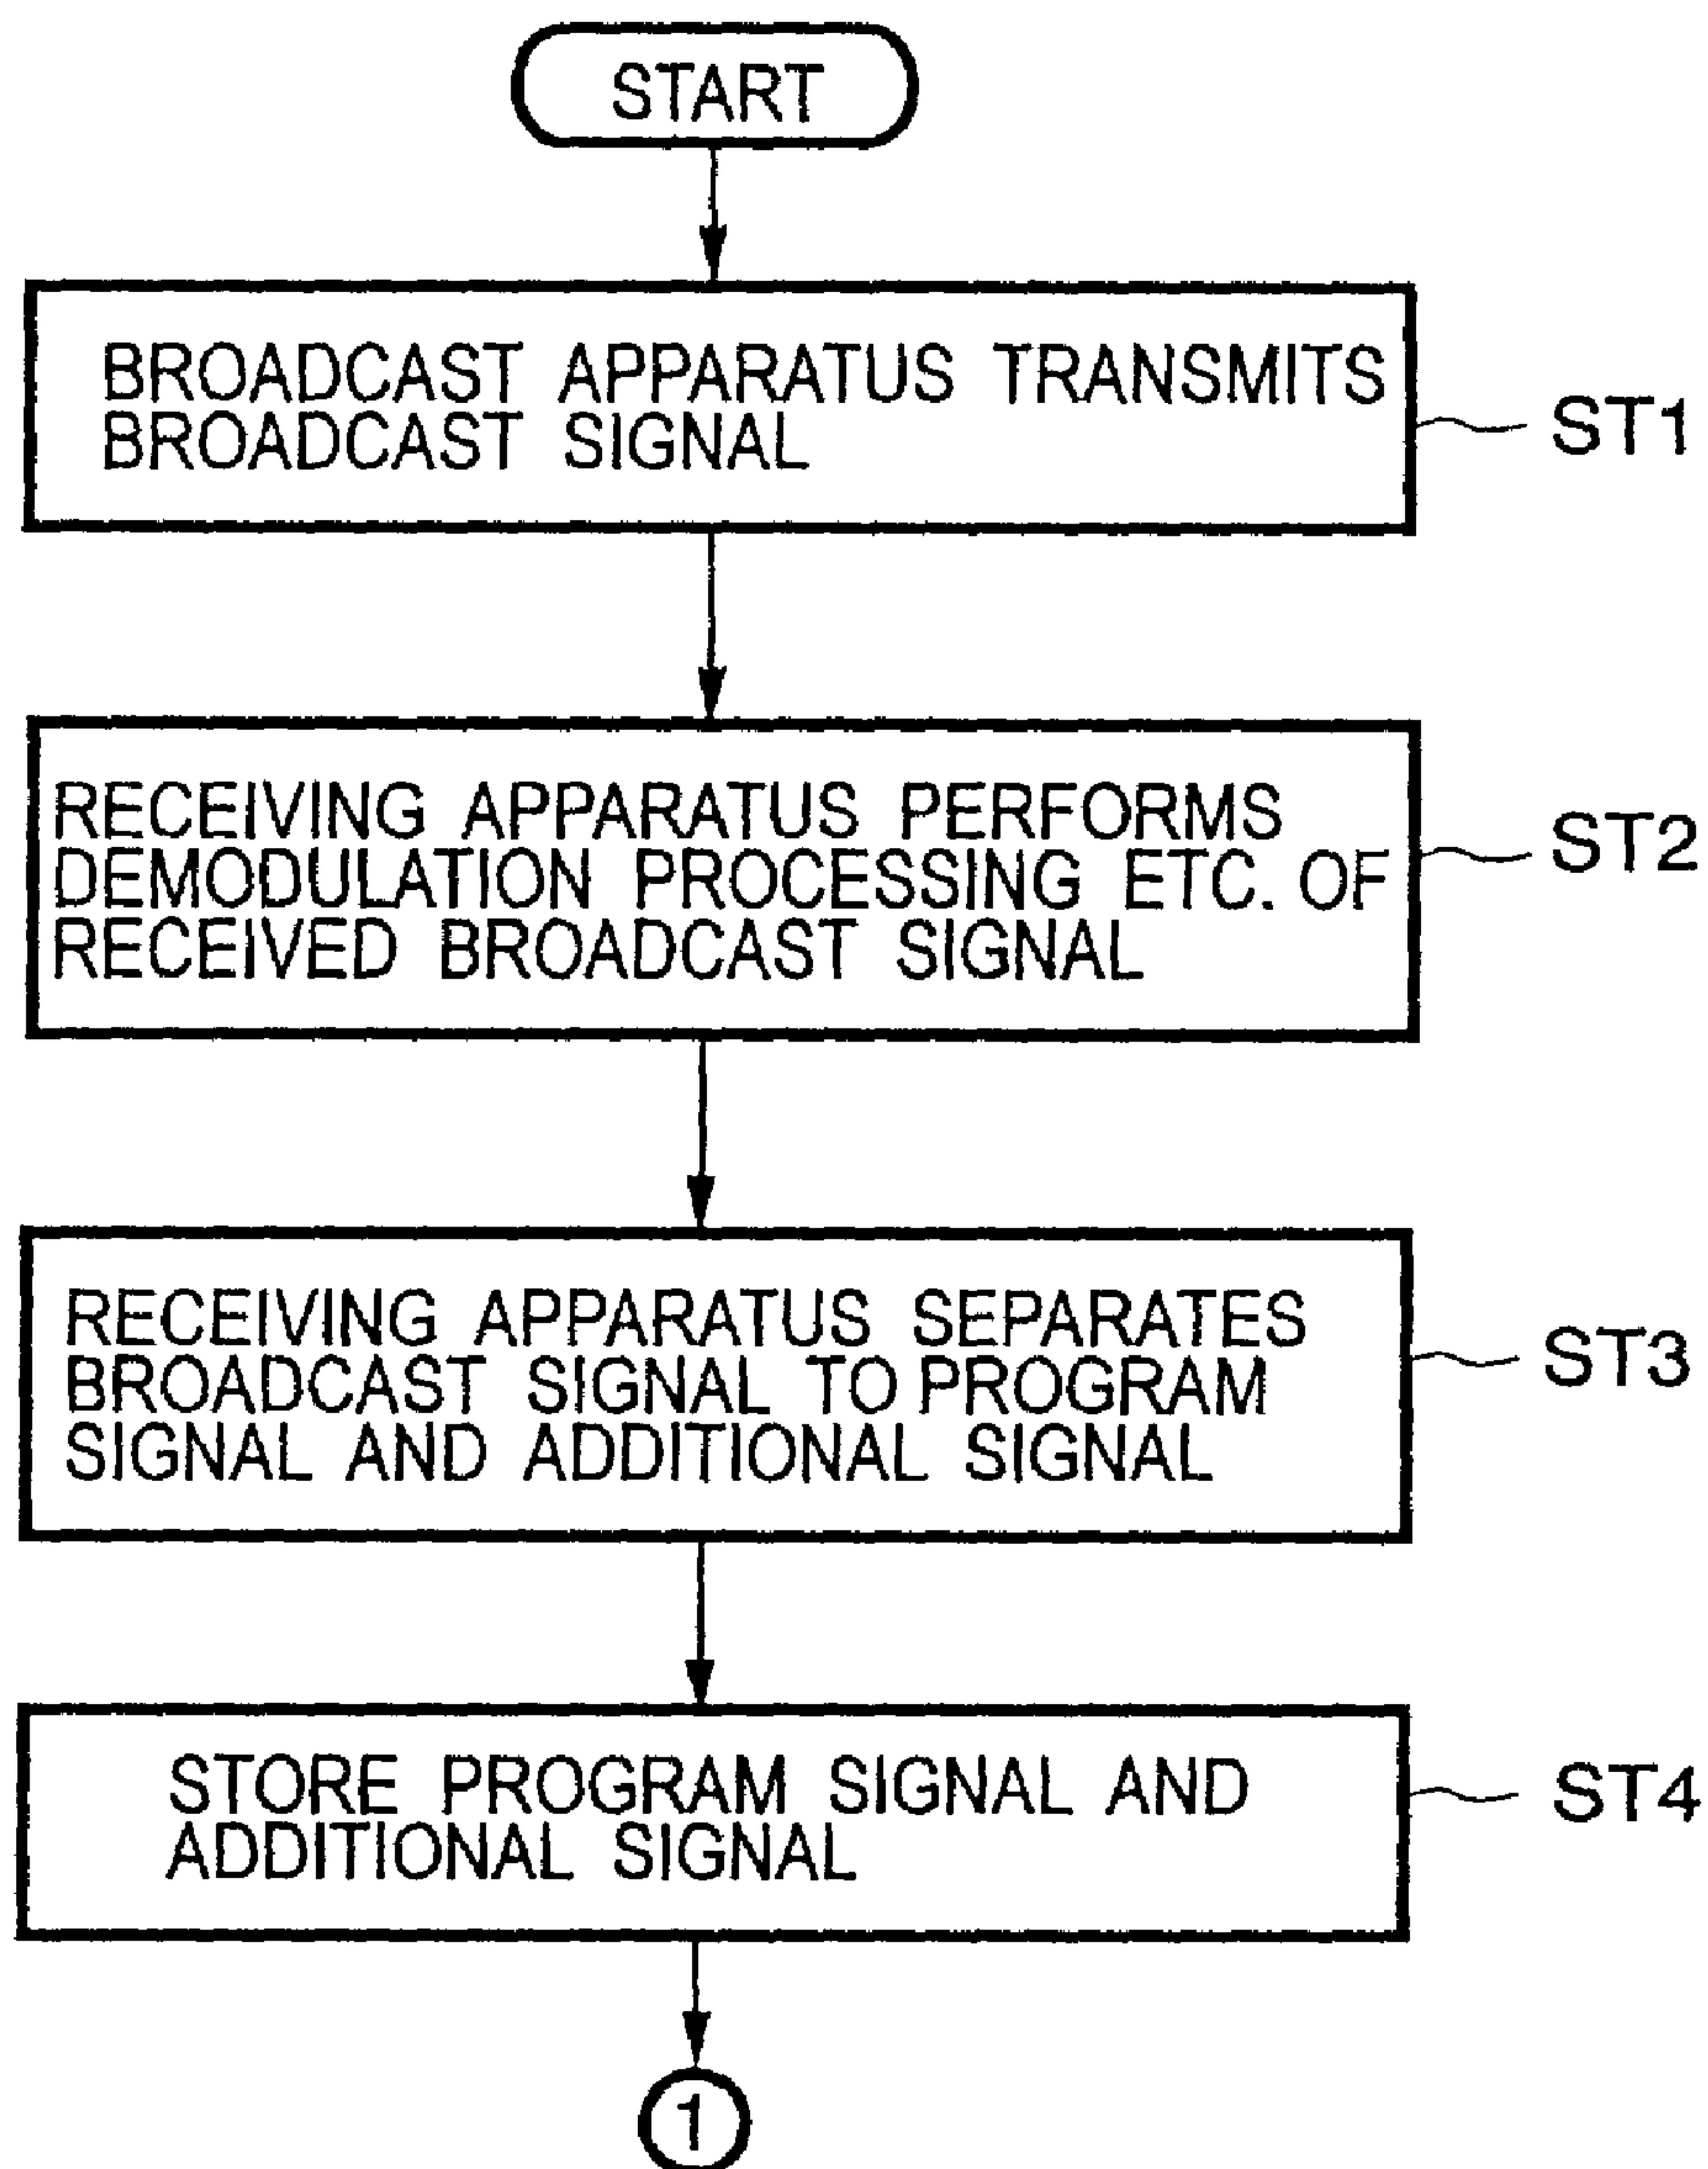 START
BROADCAST APPARATUS TRANSMITS
BROADCAST SIGNAL
ST1
RECEIVING APPARATUS PERFORMS
DEMODULATION PROCESSING ETC. OF
RECEIVED BROADCAST SIGNAL
ST2
RECEIVING APPARATUS SEPARATES
BROADCAST SIGNAL TO PROGRAM
SIGNAL AND ADDITIONAL SIGNAL
ST3
STORE PROGRAM SIGNAL AND
ADDITIONAL SIGNAL
ST4
1